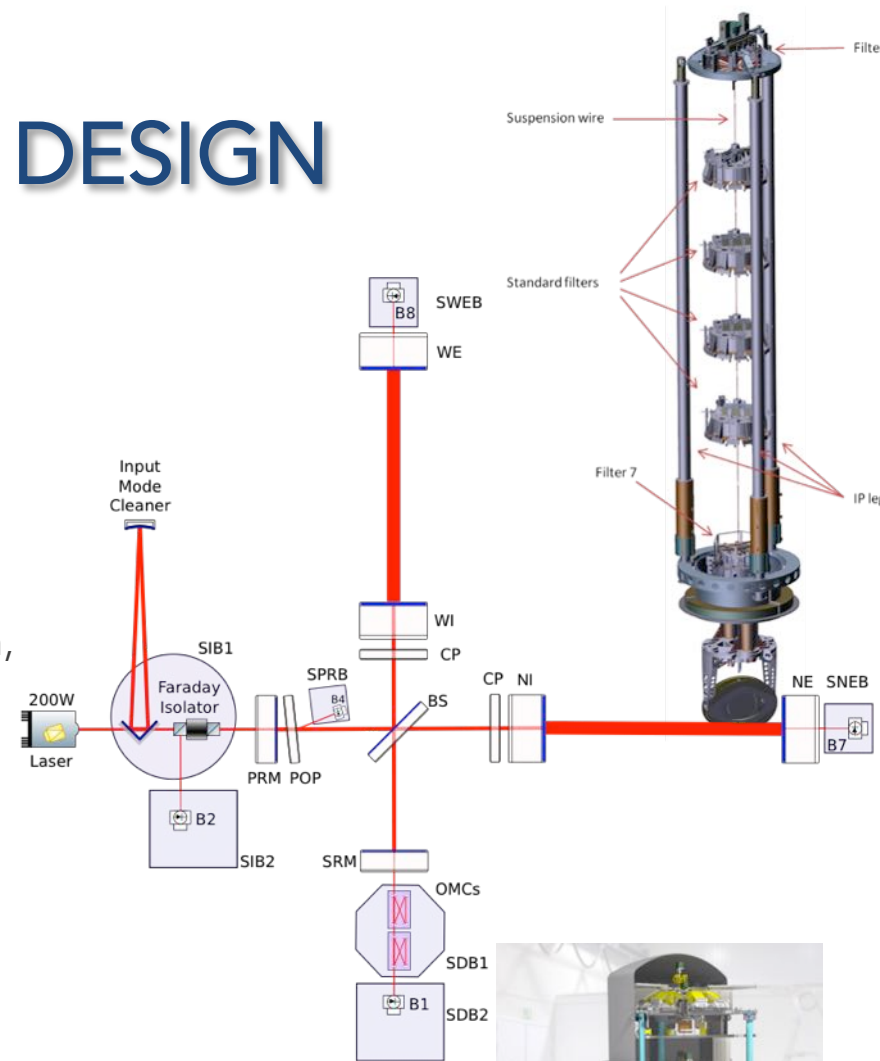 DESIGN
Suspension wire
Standard filters
Filter 7
B8
SWEB
WE
Input
Mode
Cleaner
WI
CP
SIB1
Faraday
Isolator
200W
Laser
SPRB
B4
BS
CP
NI
NE
SNEB
B7
PRM
POP
B2
SIB2
SRM
OMCs
SDB1
B1
SDB2